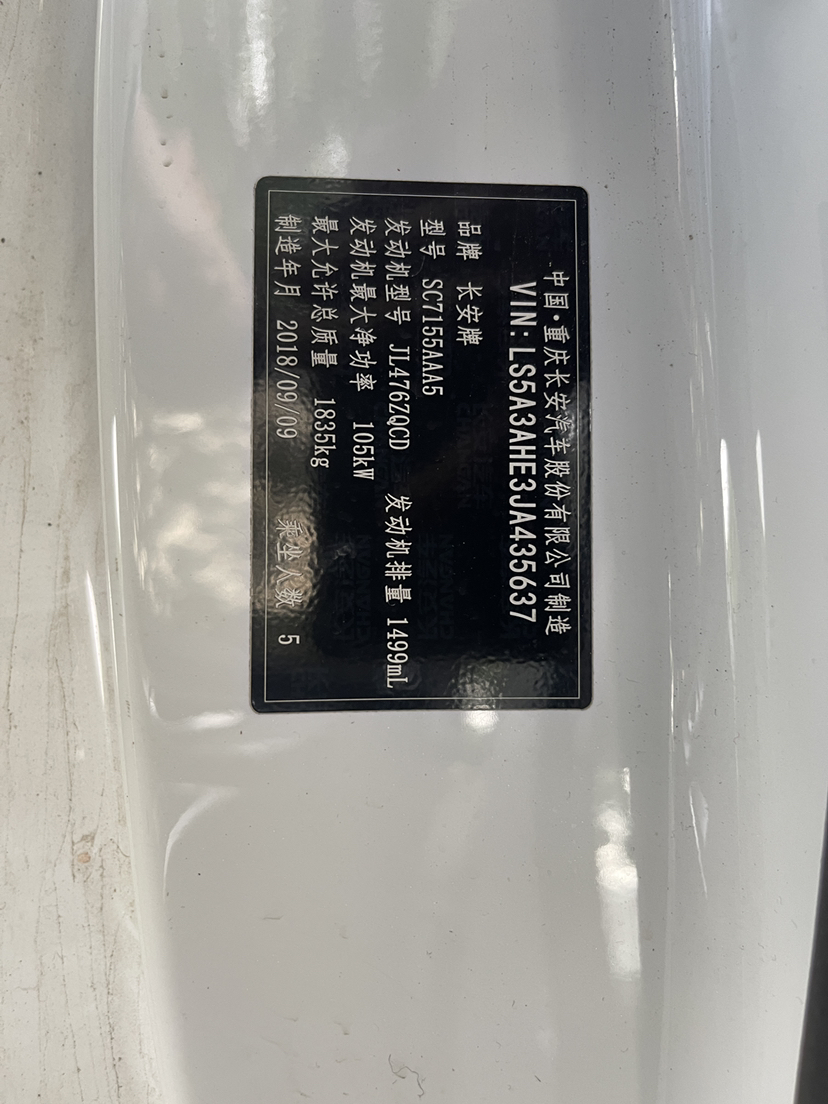 中国·重庆长安汽车股份有限公司制造
VIN:LS5A3AHE3JA435637
品牌 长安牌
型号 SC7155AAA5
发动机型号 JL476ZQCD 发动机排量 1499mL
发动机最大净功率 105kW
最大允许总质量 1835kg
制造年月 2018/09/09 乘坐人数 5